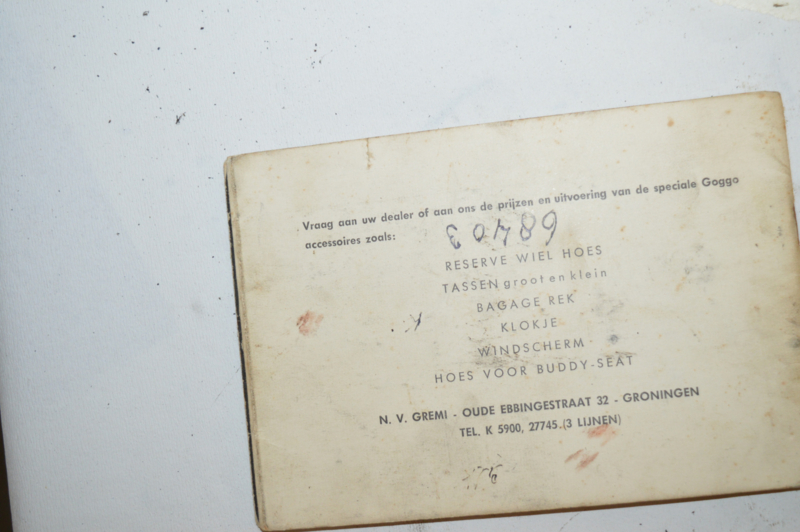 Vraag aan uw dealer of aan ons de prijzen en uitvoering van de speciale Goggo
accessoires zoals:
RESERVE WIEL HOES
TASSEN groot en klein
BAGAGE REK
KLOKJE
WINDSCHERM
HOES VOOR BUDDY-SEAT
N. V. GREMI - OUDE EBBINGESTRAAT 32 - GRONINGEN
TEL. K 5900, 27745 (3 LIJNEN)